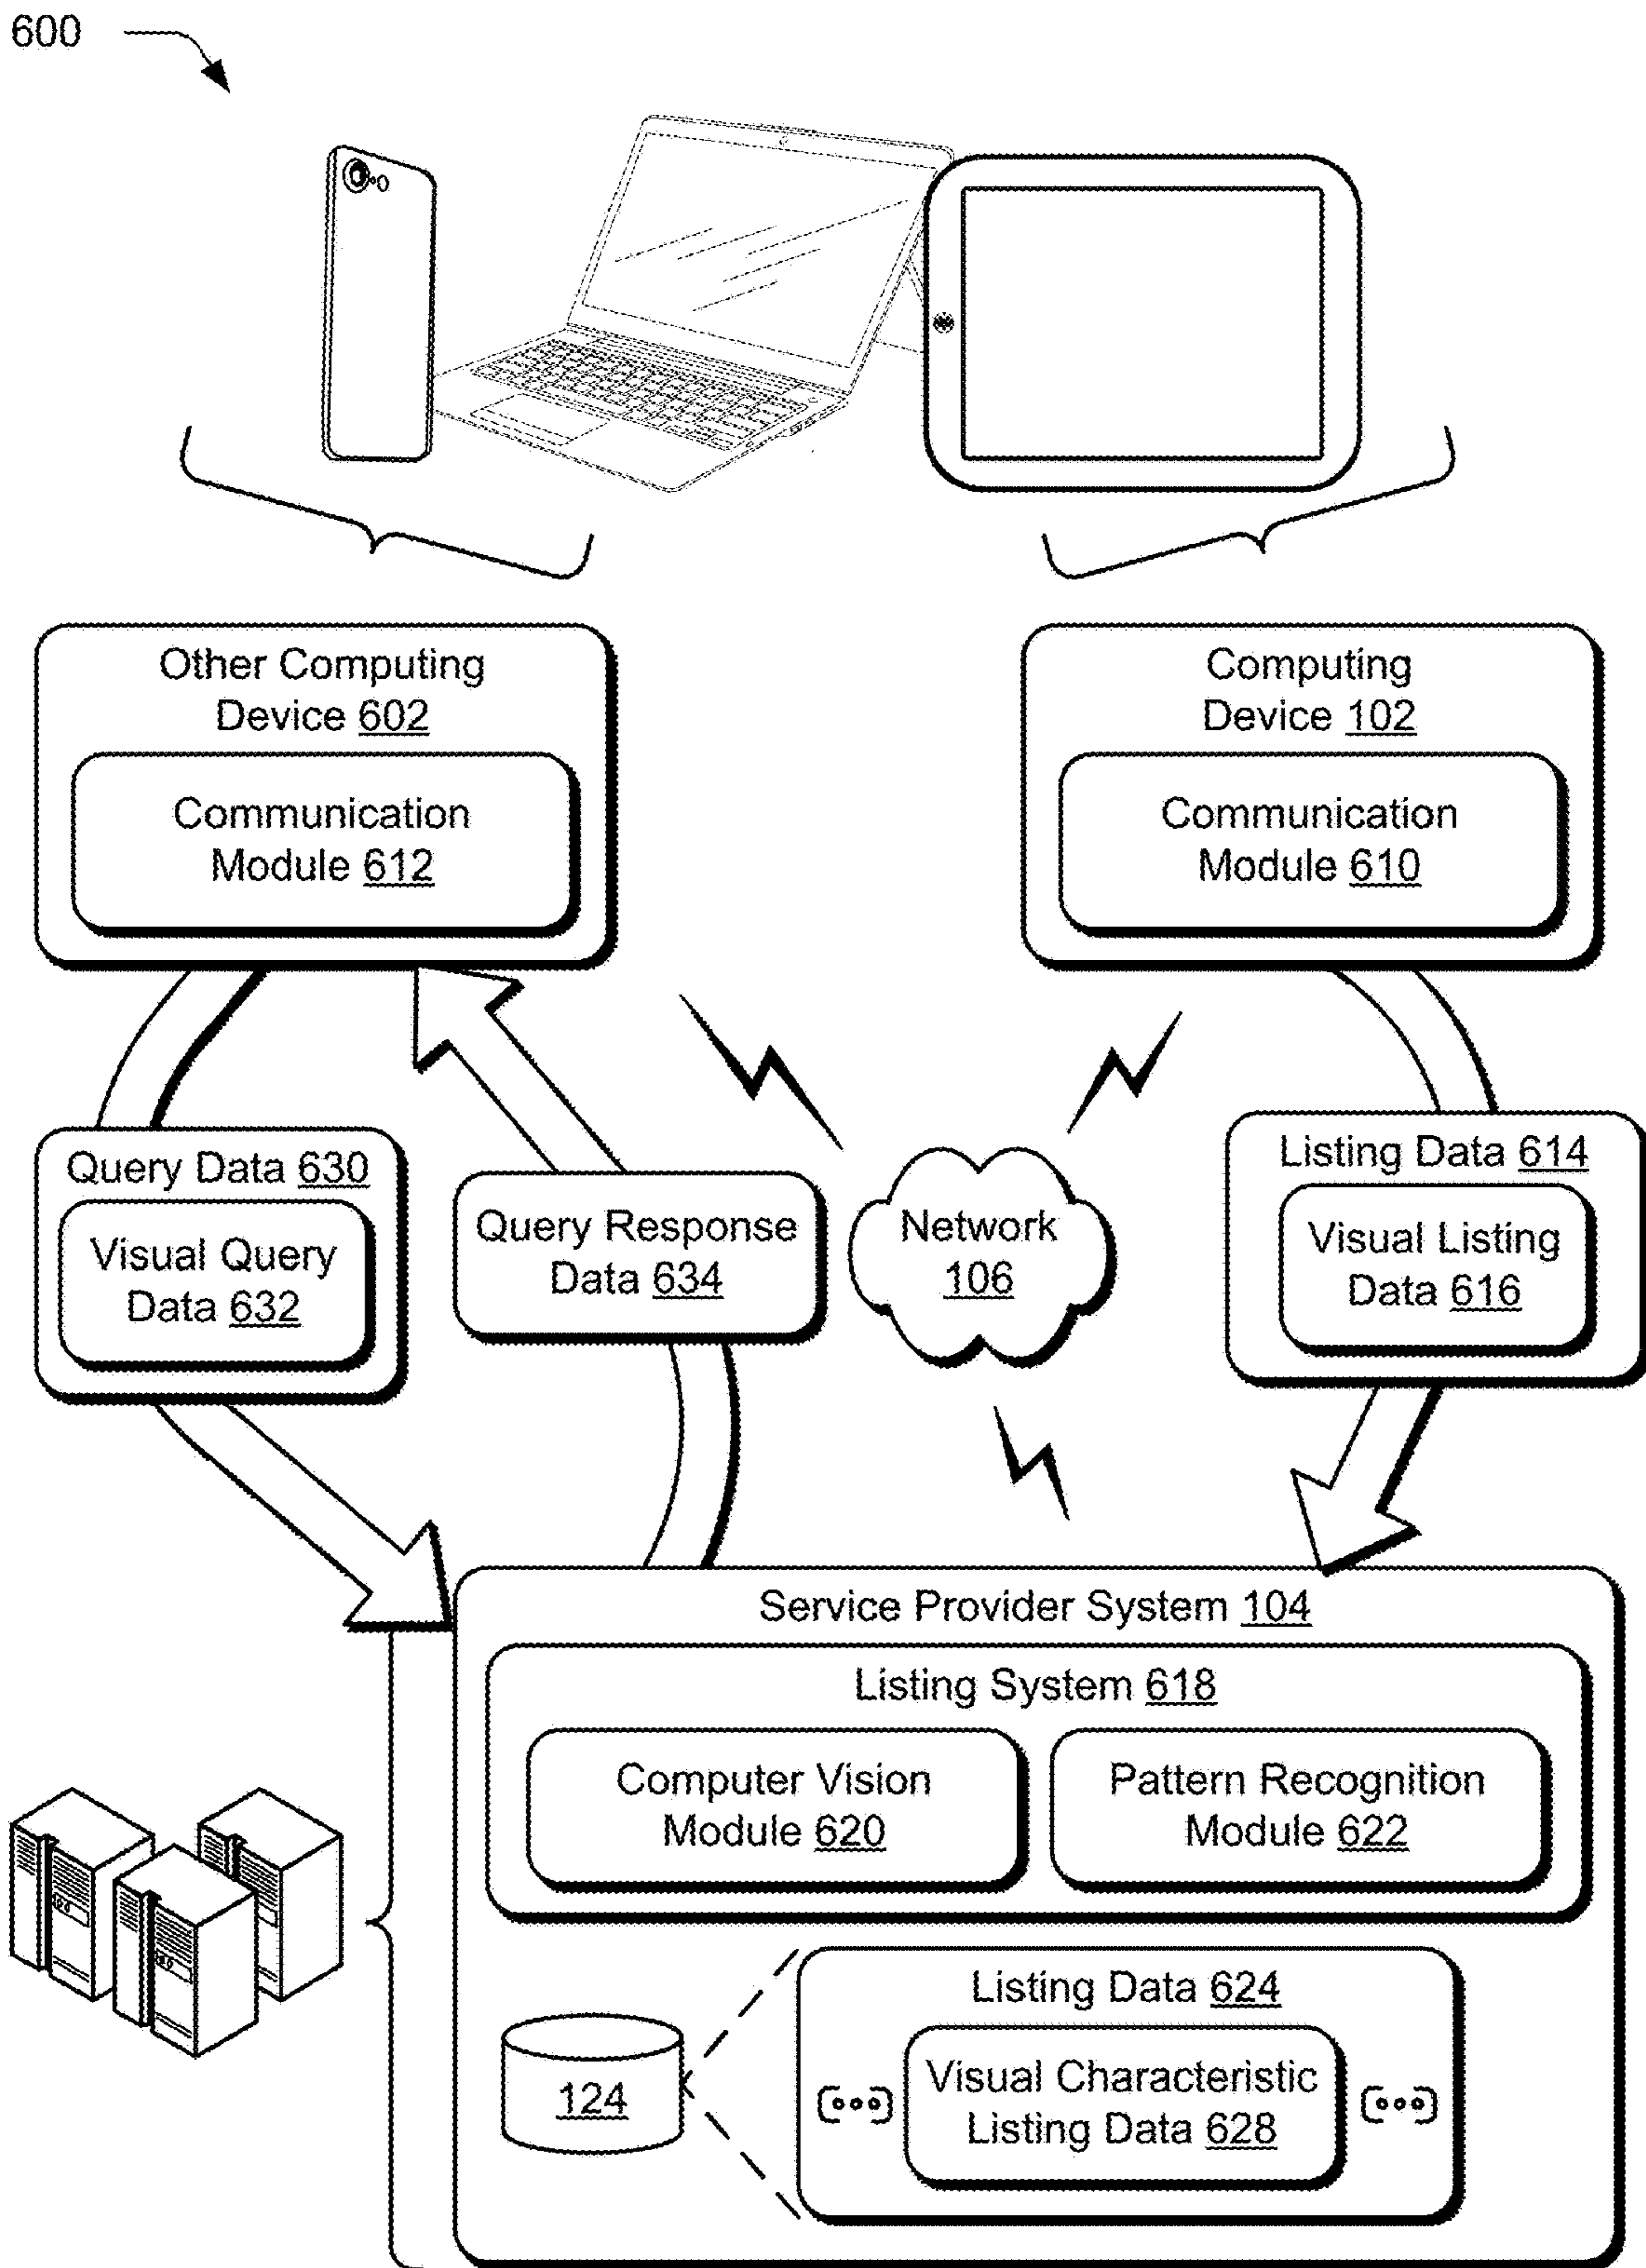 600
Other Computing
Device 602
Communication
Module 612
Computing
Device 102
Communication
Module 610
Query Data 630
Visual Query
Data 632
Query Response
Data 634
Network
106
Listing Data 614
Visual Listing
Data 616
Service Provider System 104
Listing System 618
Computer Vision
Module 620
Pattern Recognition
Module 622
124
Listing Data 624
Visual Characteristic
Listing Data 628